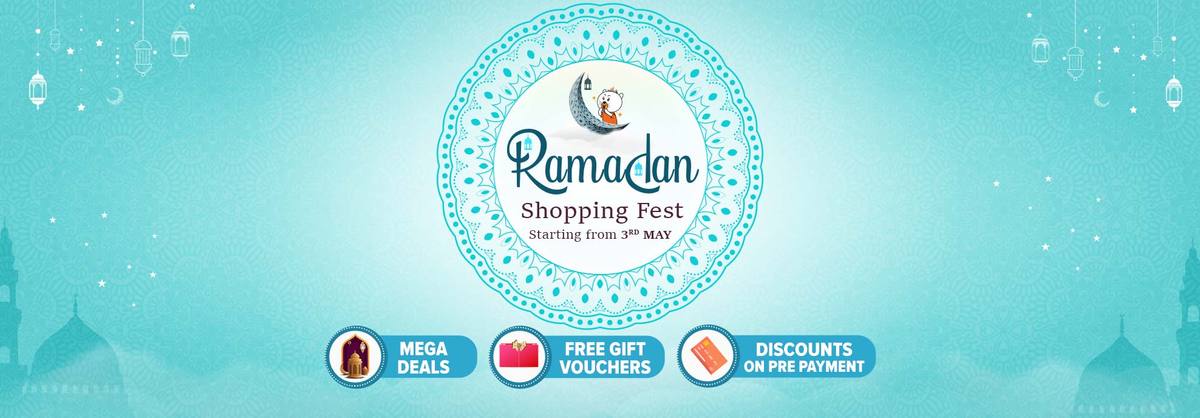 Ramadan
Shopping Fest
Starting from 3RD MAY
MEGA
DEALS
FREE GIFT
VOUCHERS
DISCOUNTS
ON PRE PAYMENT